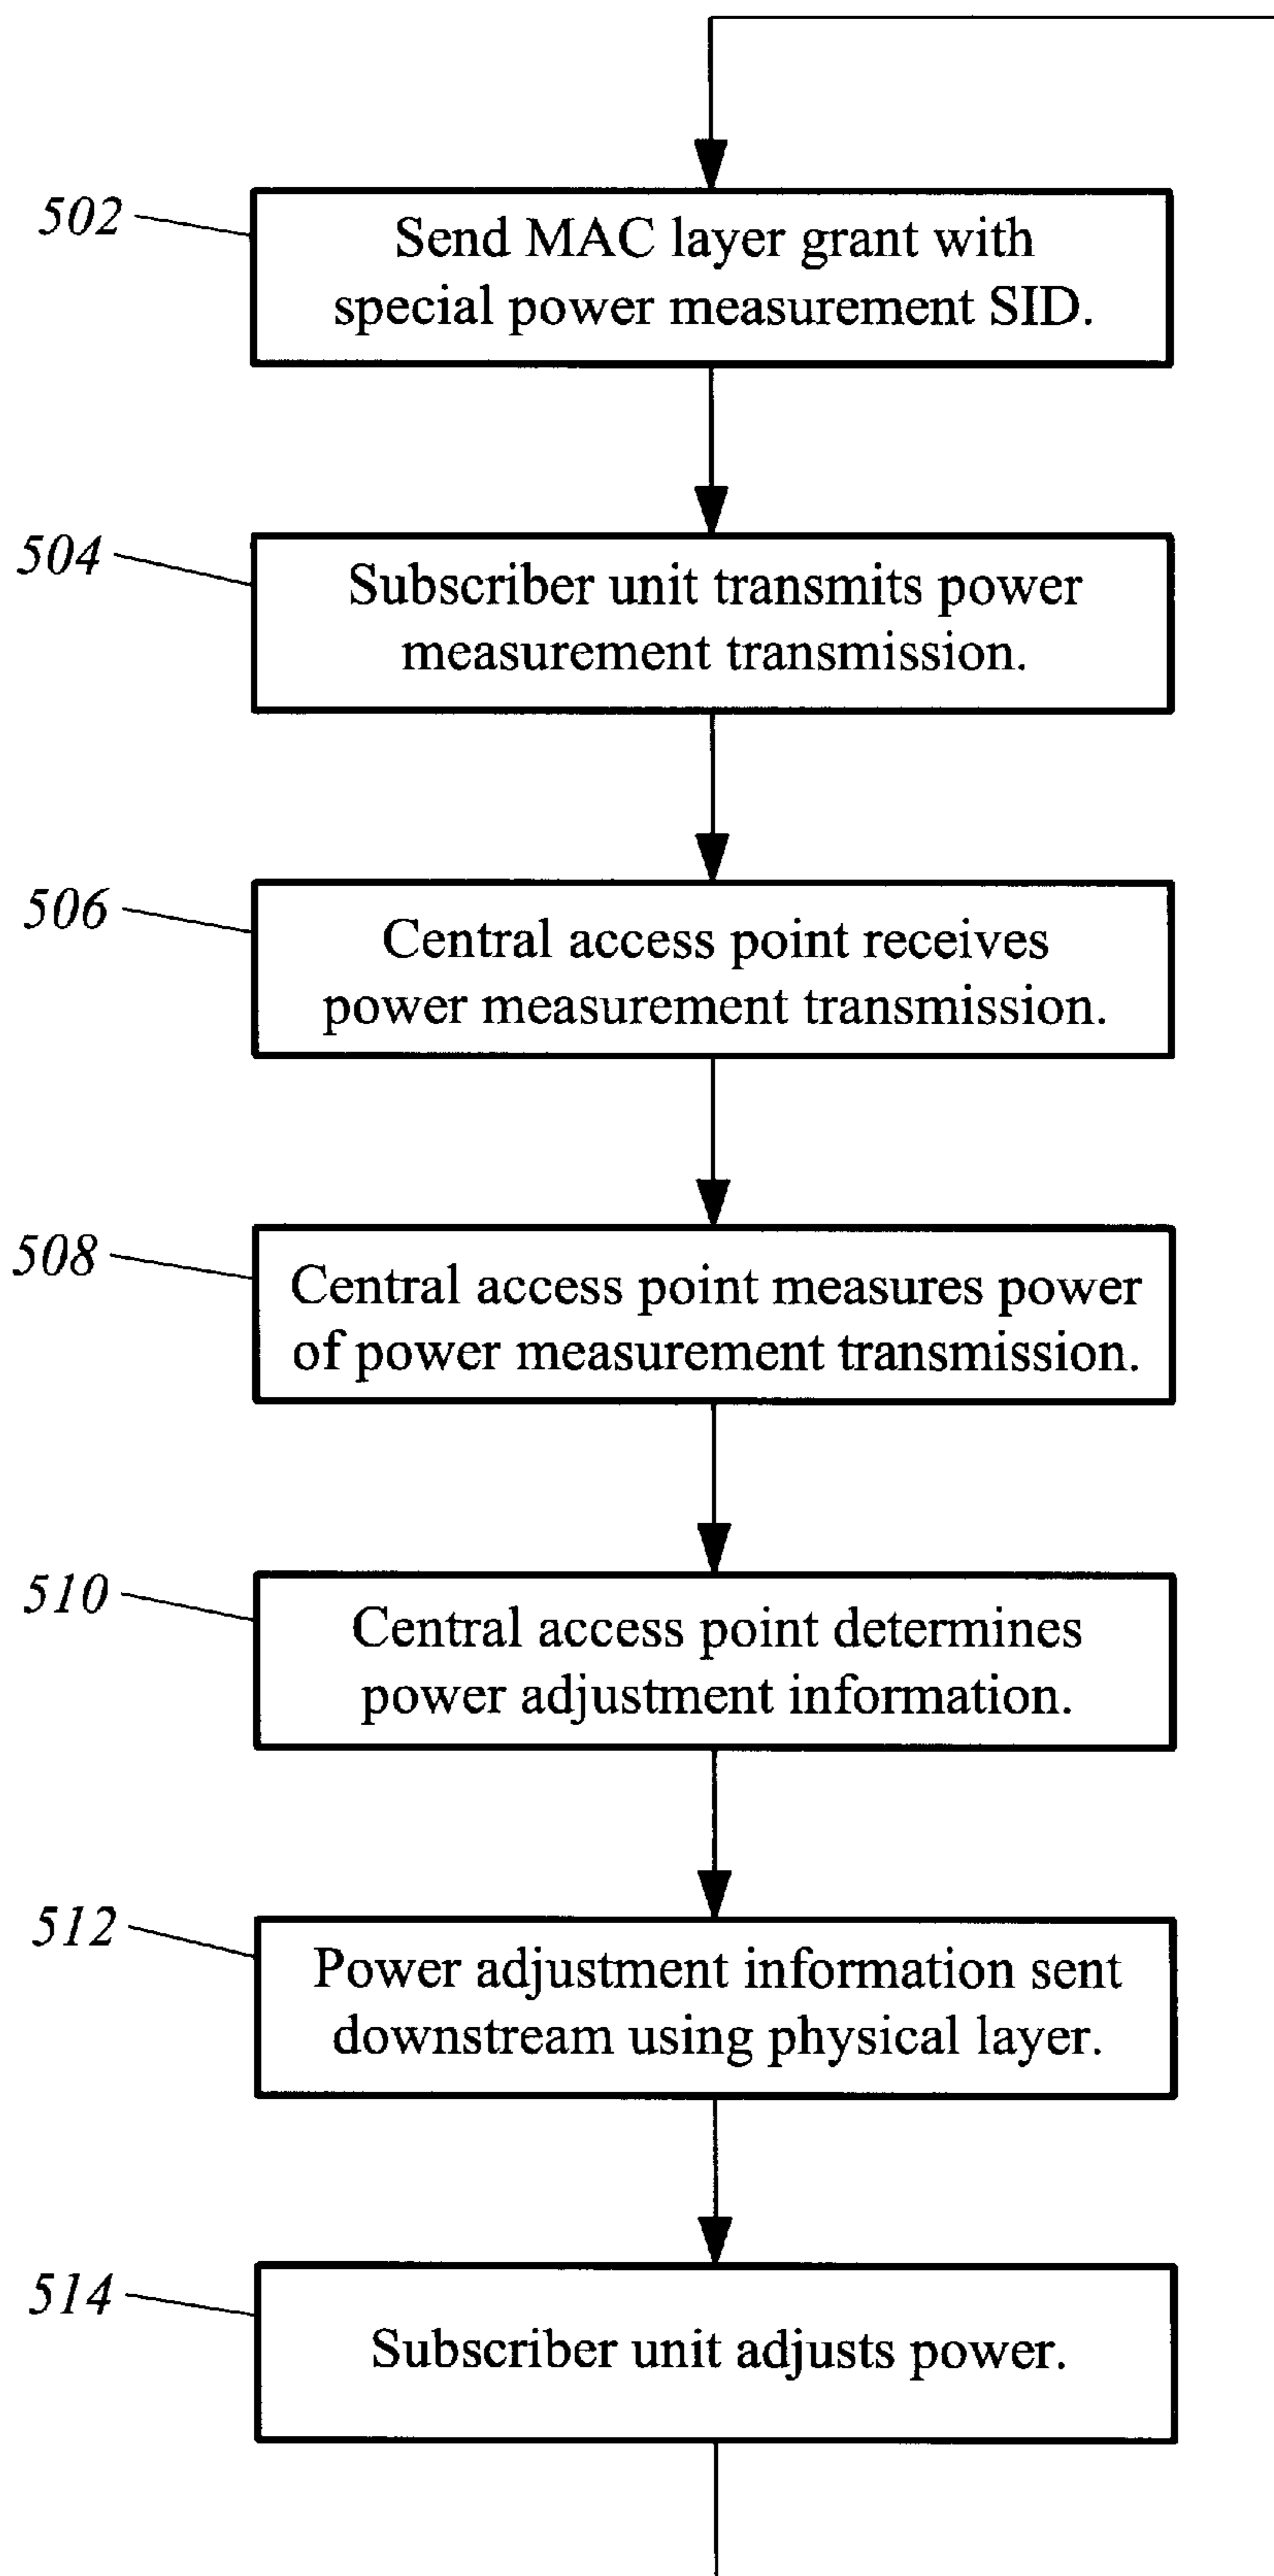 502
Send MAC layer grant with
special power measurement SID.
504
Subscriber unit transmits power
measurement transmission.
506
Central access point receives
power measurement transmission.
508
Central access point measures power
of power measurement transmission.
510
Central access point determines
power adjustment information.
512
Power adjustment information sent
downstream using physical layer.
514
Subscriber unit adjusts power.